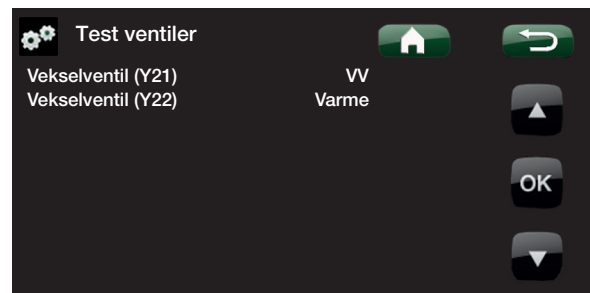 Test ventiler
Vekselventil (Y21) VV
Vekselventil (Y22) Varme
OK